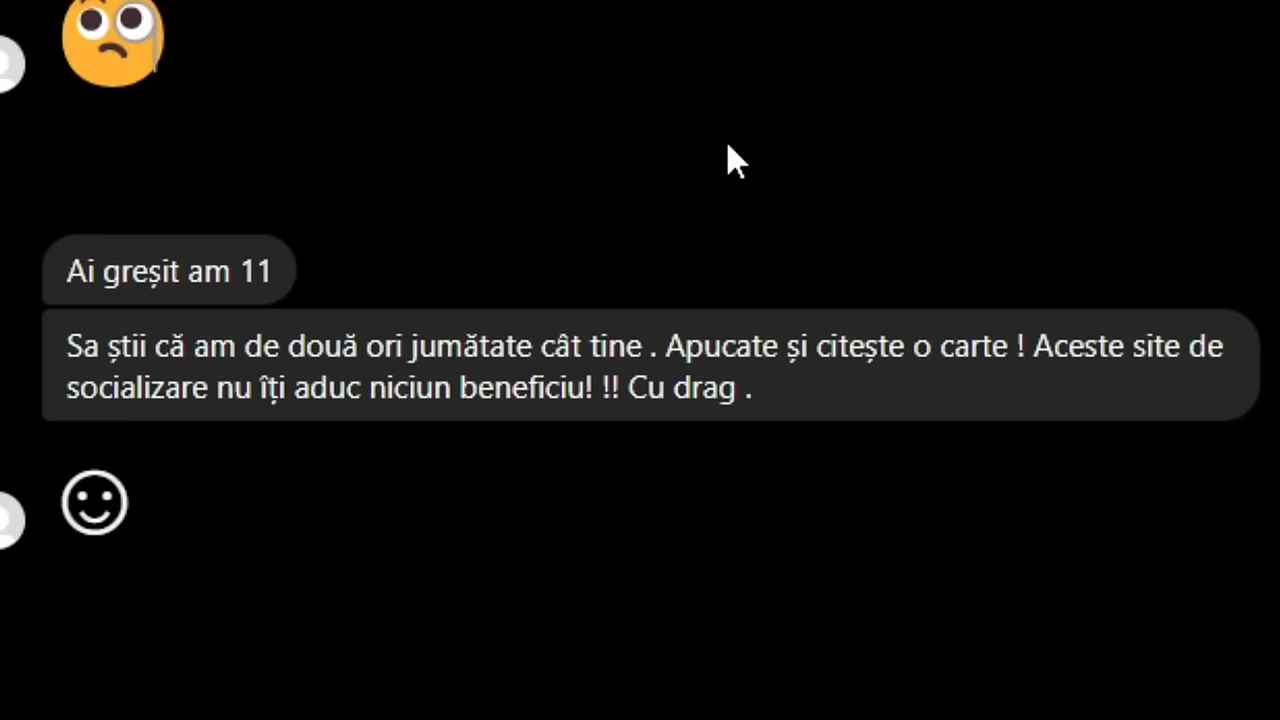 Ai greșit am 11
Sa știi că am de două ori jumătate cât tine . Apucate și citește o carte ! Aceste site de
socializare nu îți aduc niciun beneficiu! !! Cu drag .